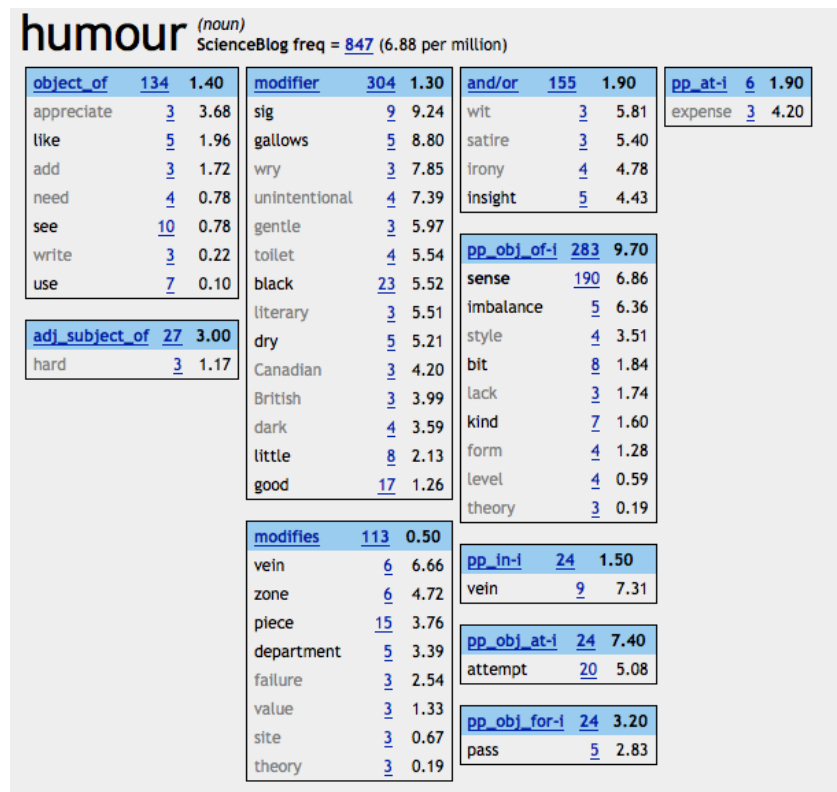 humour (noun)
ScienceBlog freq = 847 (6.88 per million)
object_of 134 1.40
appreciate 3 3.68
like 5 1.96
add 3 1.72
need 4 0.78
see 10 0.78
write 3 0.22
use 7 0.10
adj_subject_of 27 3.00
hard 3 1.17
modifier 304 1.30
sig 9 9.24
gallows 5 8.80
wry 3 7.85
unintentional 4 7.39
gentle 3 5.97
toilet 4 5.54
black 23 5.52
literary 3 5.51
dry 5 5.21
Canadian 3 4.20
British 3 3.99
dark 4 3.59
little 8 2.13
good 17 1.26
modifies 113 0.50
vein 6 6.66
zone 6 4.72
piece 15 3.76
department 5 3.39
failure 3 2.54
value 3 1.33
site 3 0.67
theory 3 0.19
and/or 155 1.90
wit 3 5.81
satire 3 5.40
irony 4 4.78
insight 5 4.43
pp_obj_of-i 283 9.70
sense 190 6.86
imbalance 5 6.36
style 4 3.51
bit 8 1.84
lack 3 1.74
kind 7 1.60
form 4 1.28
level 4 0.59
theory 3 0.19
pp_in-i 24 1.50
vein 9 7.31
pp_obj_at-i 24 7.40
attempt 20 5.08
pp_obj_for-i 24 3.20
pass 5 2.83
pp_at-i 6 1.90
expense 3 4.20